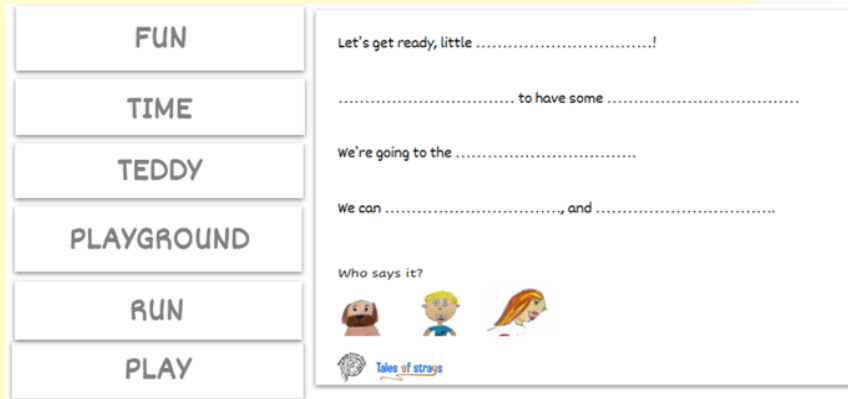 FUN
TIME
TEDDY
PLAYGROUND
RUN
PLAY
Let's get ready, little ....................................!
.................................... to have some .......................................
We're going to the .....................................
We can ...................................., and .....................................
Who says it?
Tales of strays